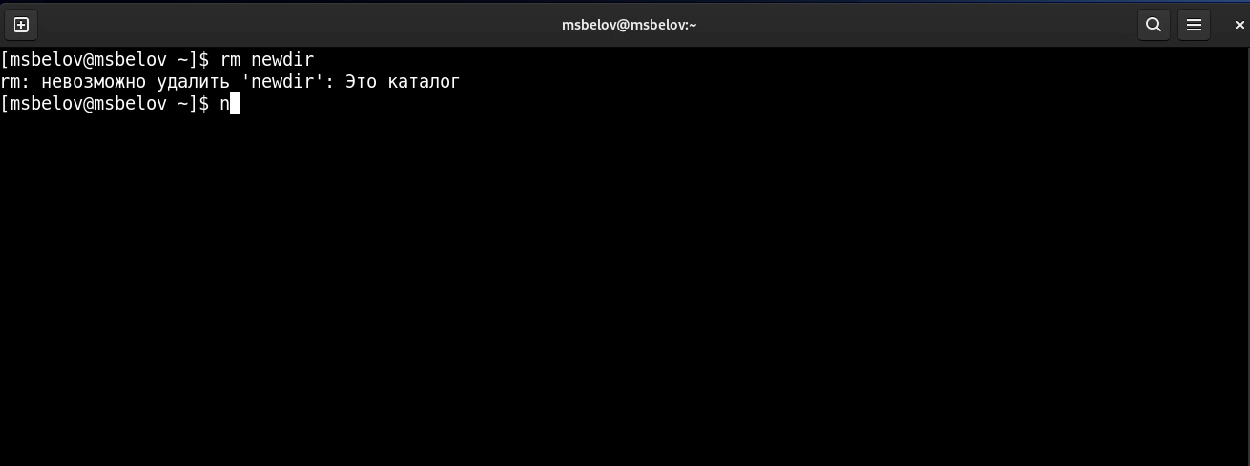 msbelov@msbelov:~
[msbelov@msbelov ~]$ rm newdir
rm: невозможно удалить 'newdir': Это каталог
[msbelov@msbelov ~]$ n